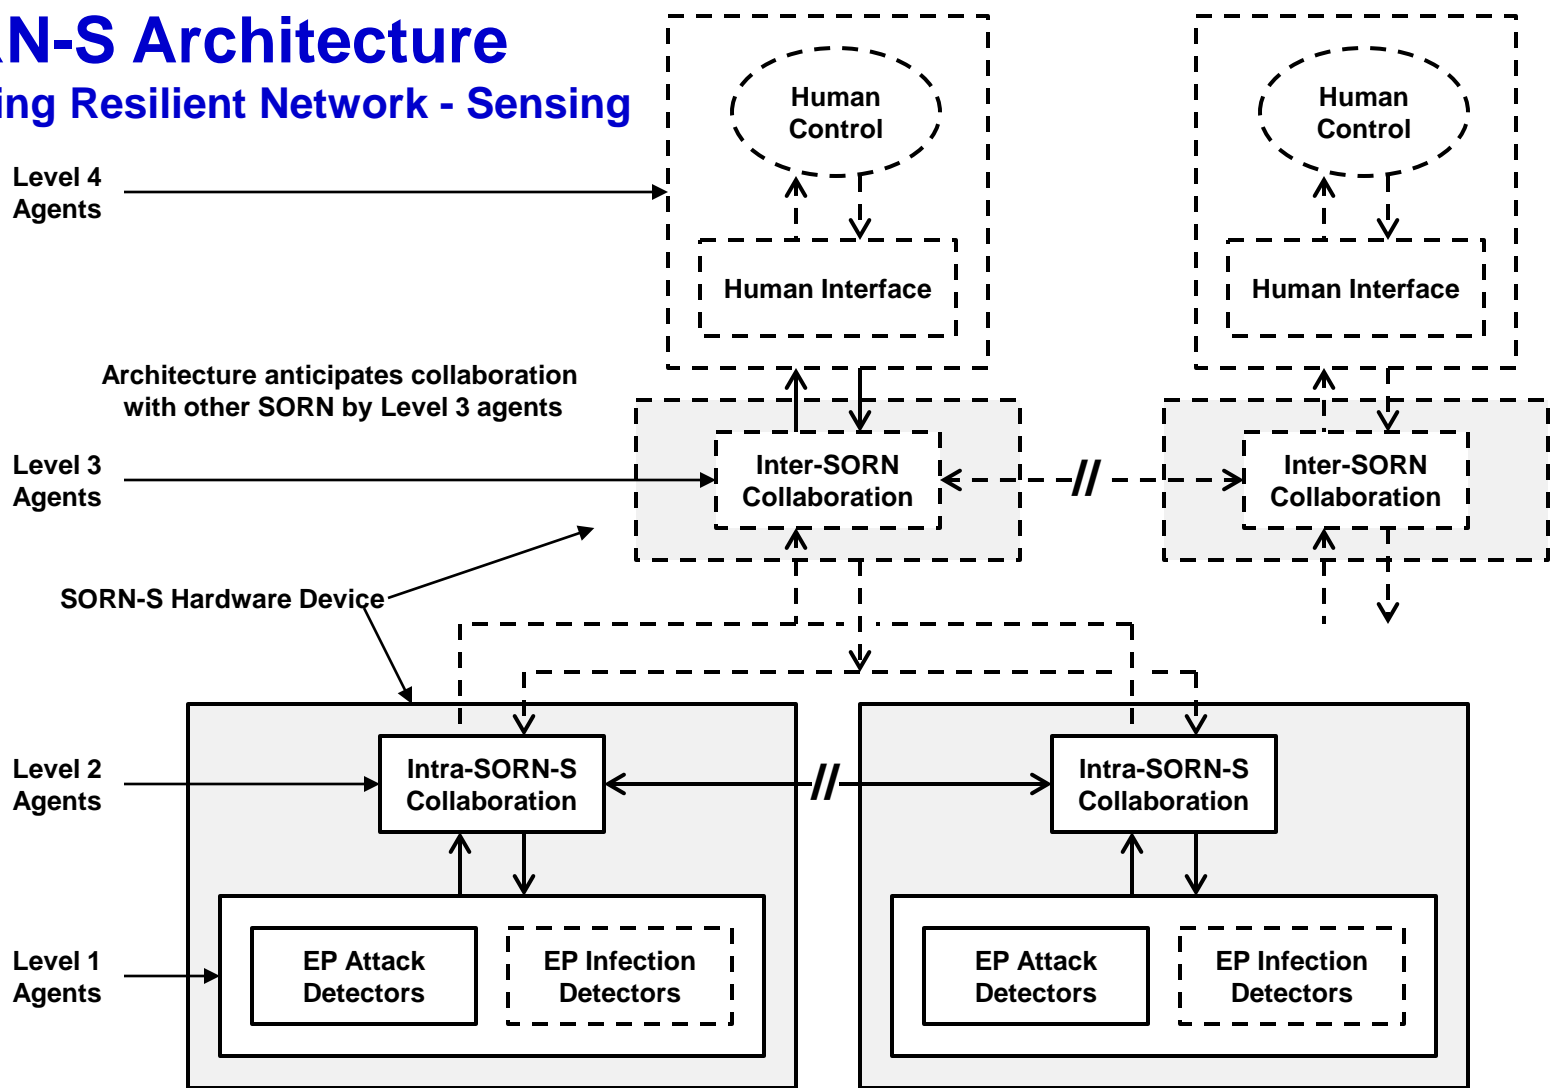 N-S Architecture
ing Resilient Network - Sensing
Human
Control
Human
Control
Level 4
Agents
Human Interface
Human Interface
Architecture anticipates collaboration
with other SORN by Level 3 agents
Level 3
Agents
Inter-SORN
Collaboration
//
Inter-SORN
Collaboration
SORN-S Hardware Device
Level 2
Agents
Intra-SORN-S
Collaboration
//
Intra-SORN-S
Collaboration
Level 1
Agents
EP Attack
Detectors
EP Infection
Detectors
EP Attack
Detectors
EP Infection
Detectors